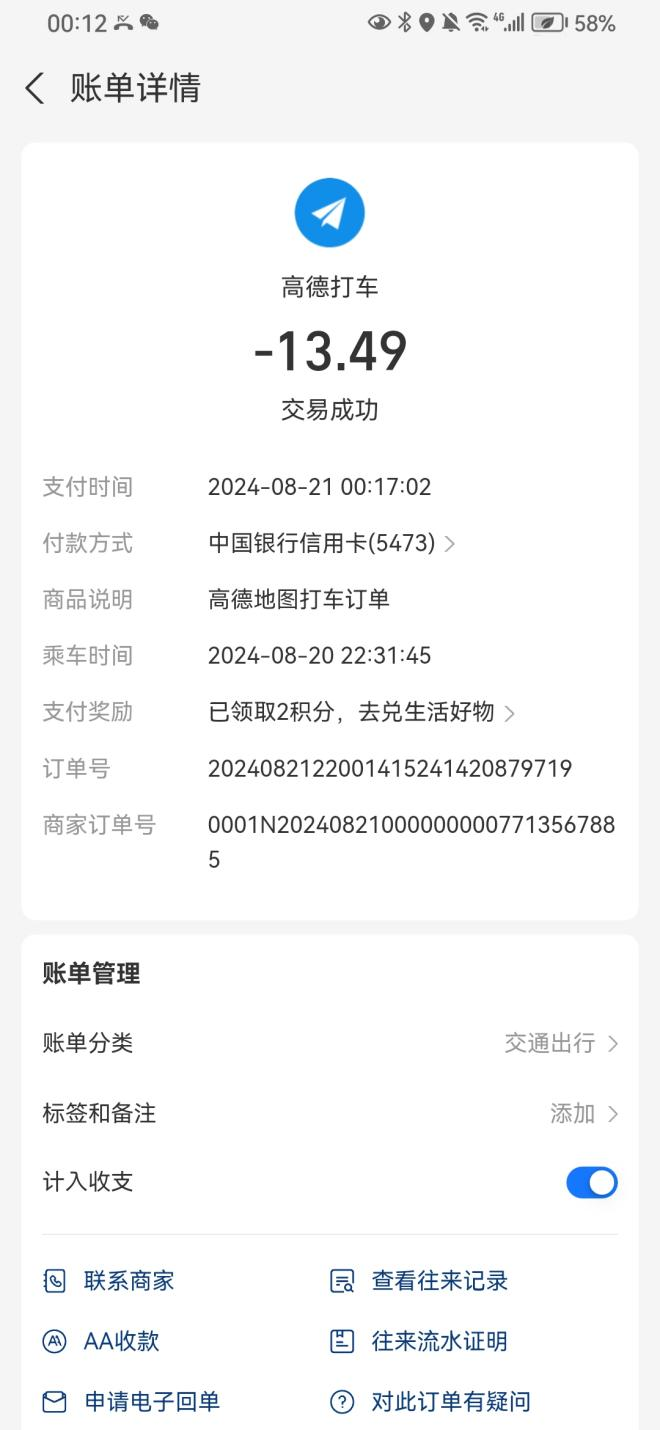 00:12
4G
58%
账单详情
高德打车
-13.49
交易成功
支付时间 2024-08-21 00:17:02
付款方式 中国银行信用卡(5473)
商品说明 高德地图打车订单
乘车时间 2024-08-20 22:31:45
支付奖励 已领取2积分，去兑生活好物
订单号 2024082122001415241420879719
商家订单号 0001N20240821000000000771356788
5
账单管理
账单分类 交通出行
标签和备注 添加
计入收支
联系商家 查看往来记录
AA收款 往来流水证明
申请电子回单 对此订单有疑问